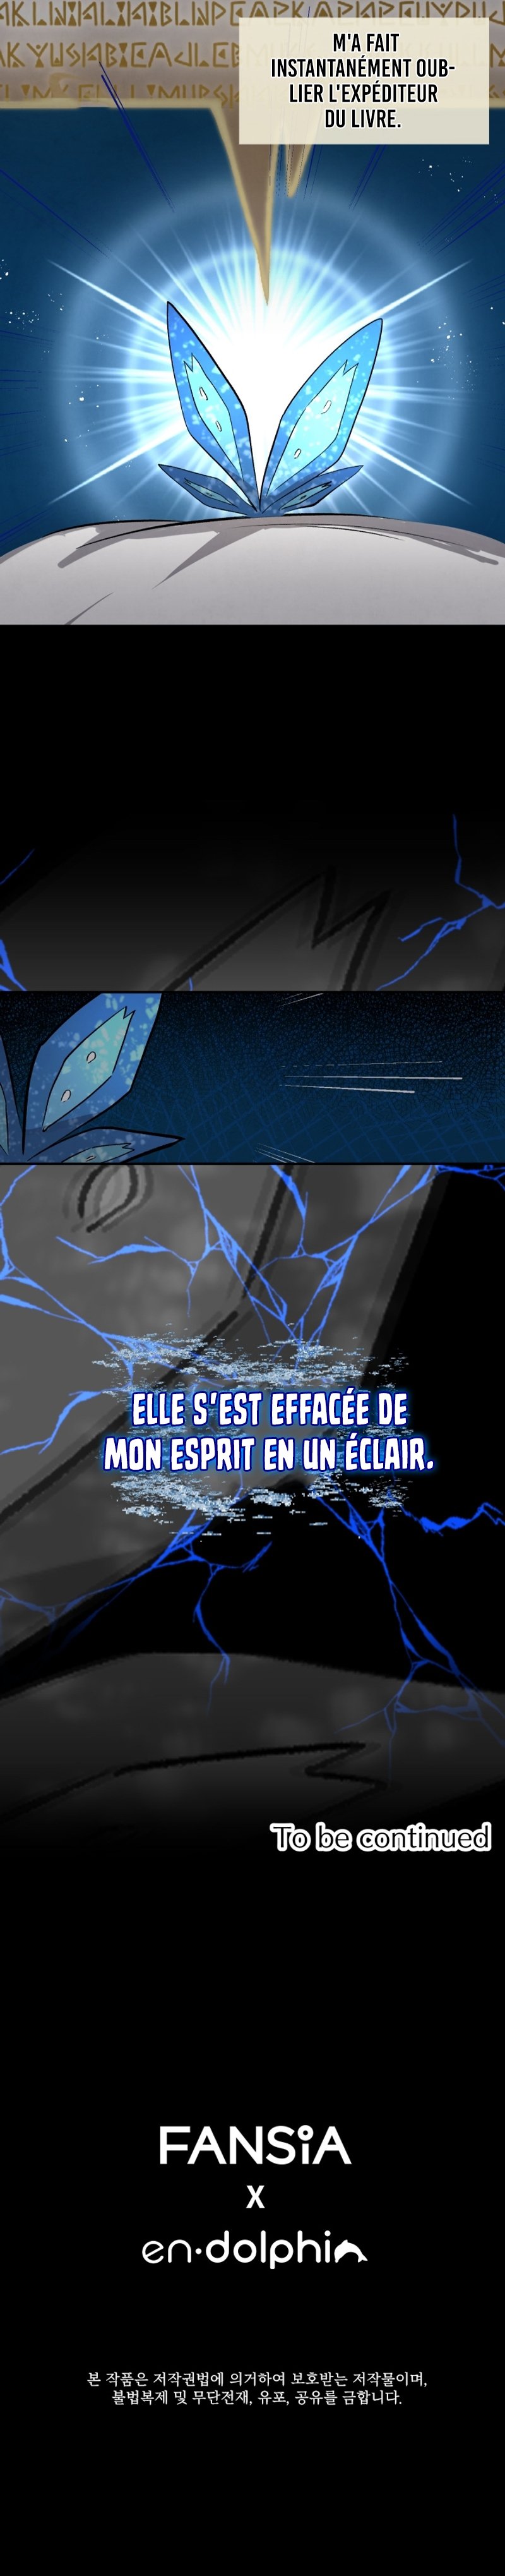 M'A FAIT
INSTANTANÉMENT OUB-
LIER L'EXPÉDITEUR
DU LIVRE.
ELLE S'EST EFFACÉE DE
MON ESPRIT EN UN ÉCLAIR.
To be continued
FANSiA
X
en·dolphin
본 작품은 저작권법에 의거하여 보호받는 저작물이며,
불법복제 및 무단전재, 유포, 공유를 금합니다.